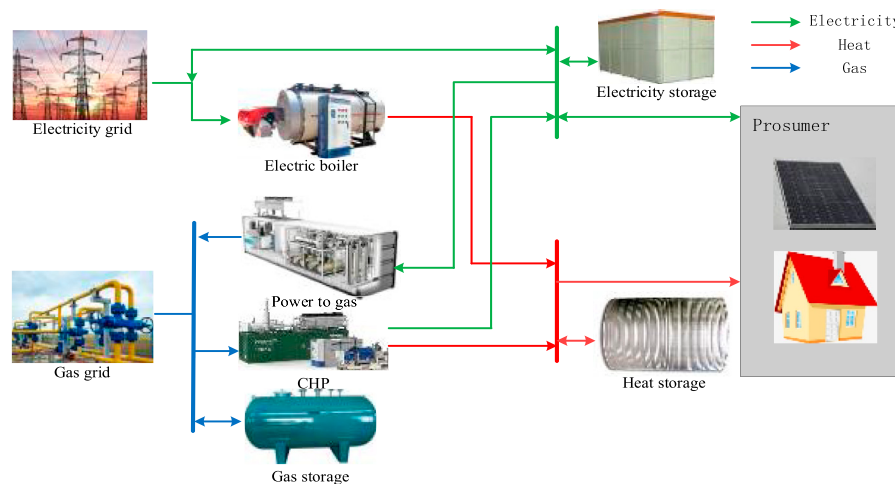 Electricity
Heat
Gas
Electricity grid
Electric boiler
Electricity storage
Prosumer
Power to gas
Gas grid
CHP
Heat storage
Gas storage